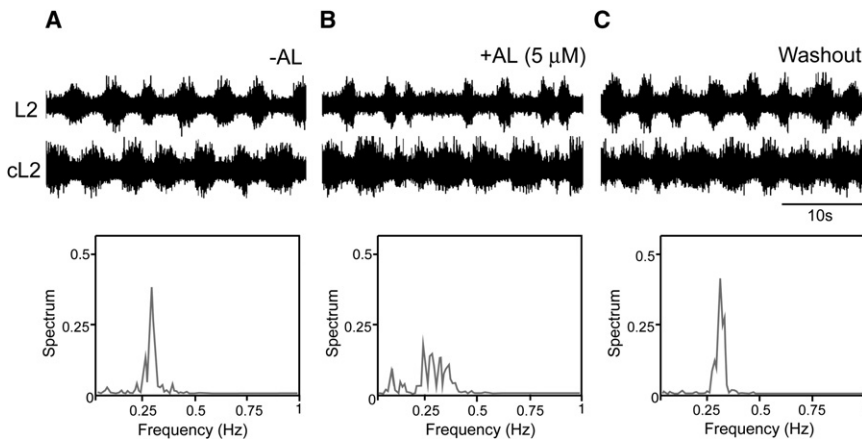 A B C
-AL +AL (5 μM) Washout
L2
cL2
10s
0.5 0.5 0.5
Spectrum Spectrum Spectrum
0.25 0.25 0.25
0 0 0
0.25 0.5 0.75 1 0.25 0.5 0.75 1 0.25 0.5 0.75
Frequency (Hz) Frequency (Hz) Frequency (Hz)